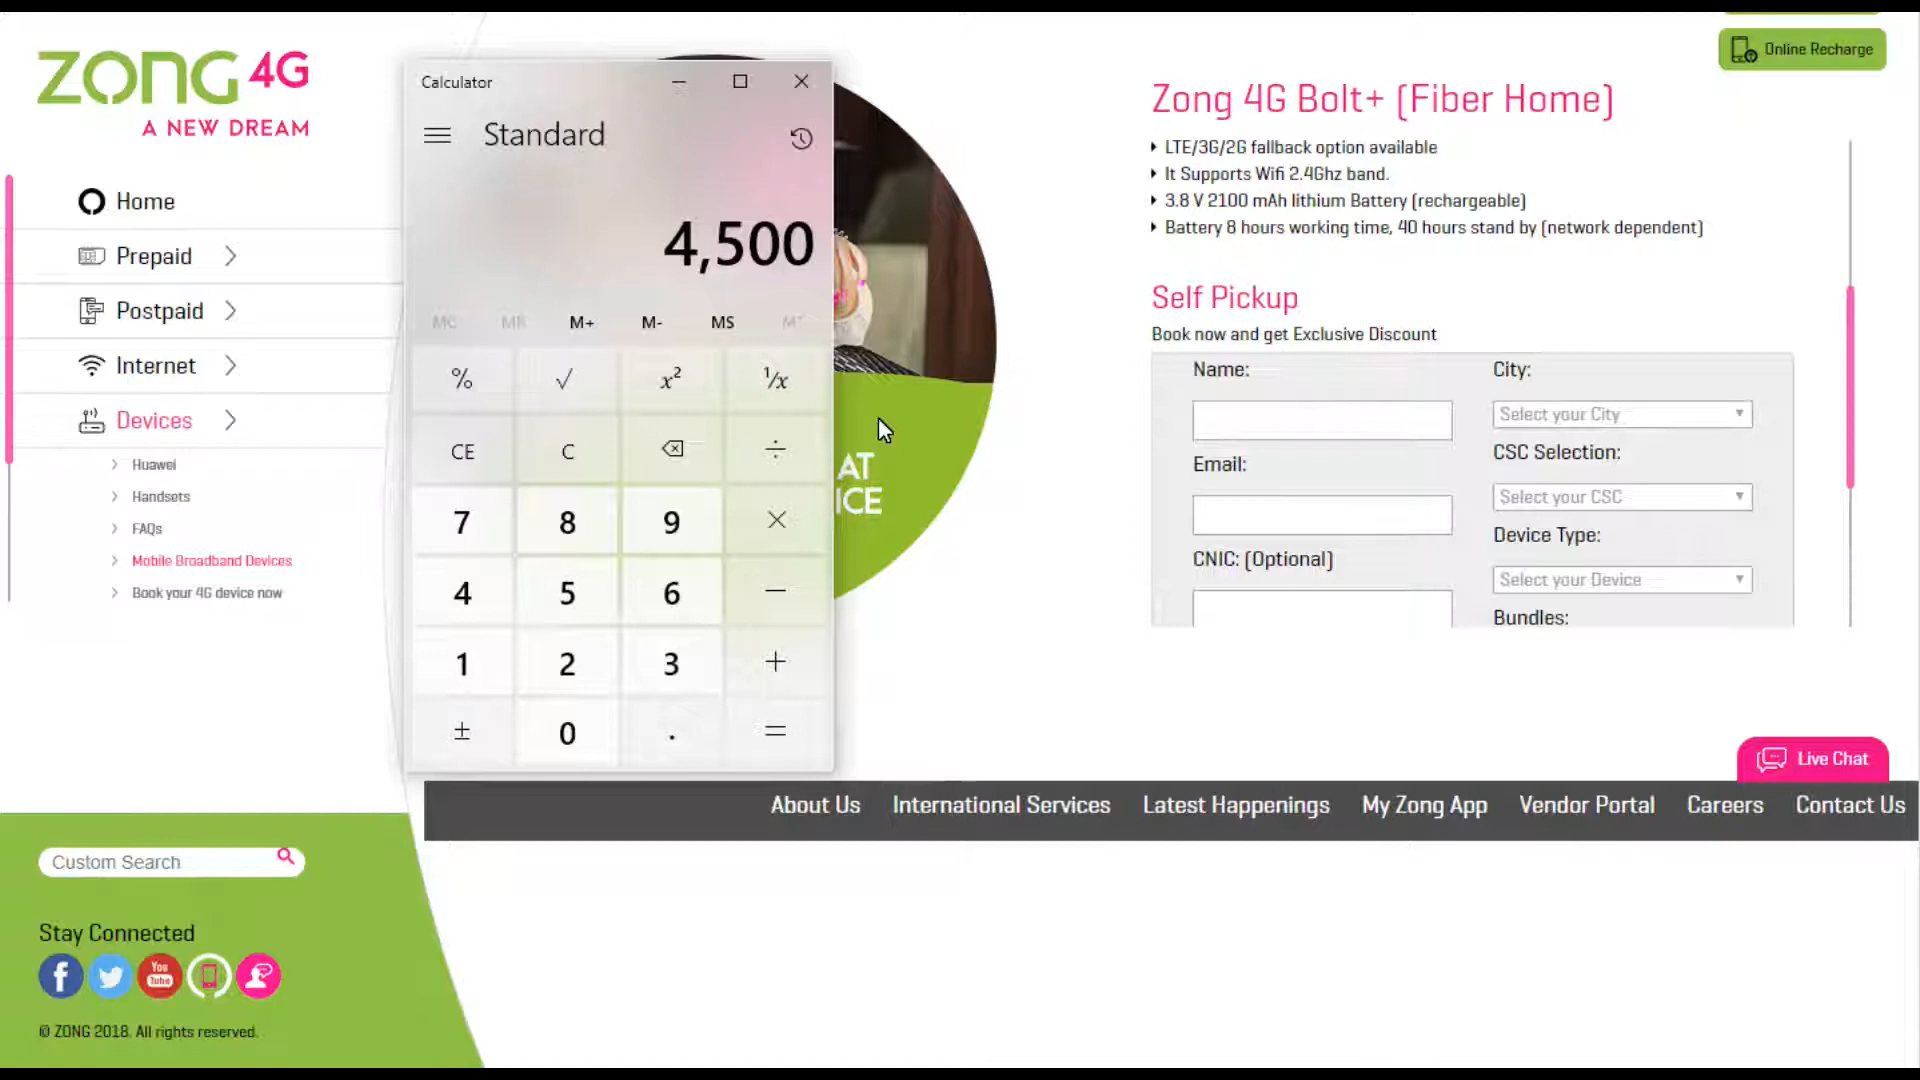 ZONG 4G
A NEW DREAM
Home
Prepaid
Postpaid
Internet
Devices
Huawei
Handsets
FAQs
Mobile Broadband Devices
Book your 4G device now
Custom Search
Stay Connected
You
Tube
© ZONG 2018. All rights reserved.
Calculator
Standard
4,500
MC MR M+ M- MS
% √ x² ¹/x
CE C ÷
7 8 9 ×
4 5 6 −
1 2 3 +
± 0 . =
AT
ICE
Online Recharge
Zong 4G Bolt+ (Fiber Home)
LTE/3G/2G fallback option available
It Supports Wifi 2.4Ghz band.
3.8 V 2100 mAh lithium Battery (rechargeable)
Battery 8 hours working time, 40 hours stand by (network dependent)
Self Pickup
Book now and get Exclusive Discount
Name:
Email:
CNIC: (Optional)
City:
Select your City
CSC Selection:
Select your CSC
Device Type:
Select your Device
Bundles:
Live Chat
About Us International Services Latest Happenings My Zong App Vendor Portal Careers Contact Us